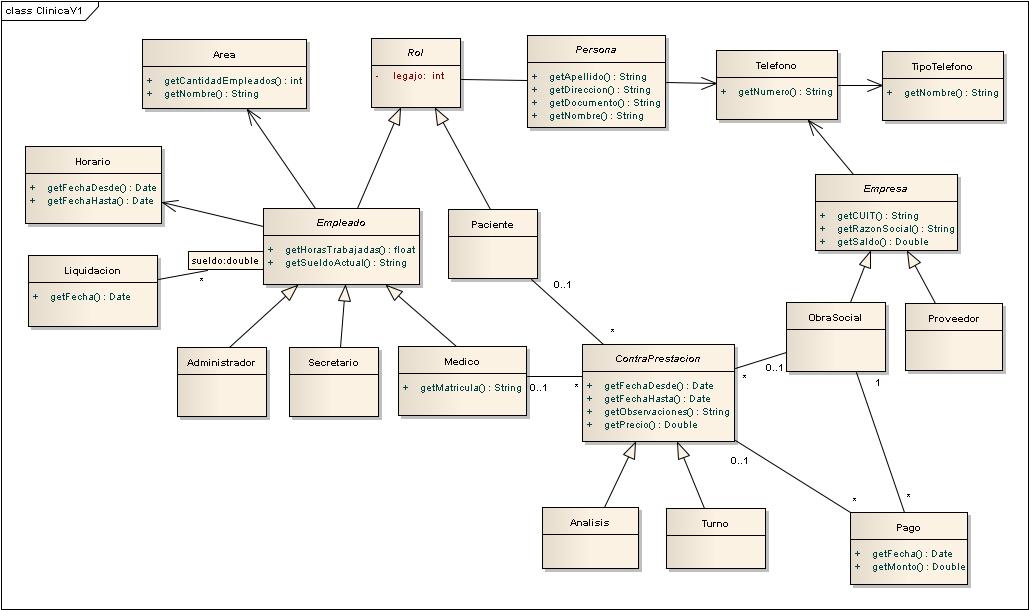 class ClinicaV1
Area
+ getCantidadEmpleados() : int
+ getNombre() : String
Rol
- legajo: int
Persona
+ getApellido() : String
+ getDireccion() : String
+ getDocumento() : String
+ getNombre() : String
Telefono
+ getNumero() : String
TipoTelefono
+ getNombre() : String
Horario
+ getFechaDesde() : Date
+ getFechaHasta() : Date
Empleado
+ getHorasTrabajadas() : float
+ getSueldoActual() : String
Paciente
Empresa
+ getCUIT() : String
+ getRazonSocial() : String
+ getSaldo() : Double
sueldo:double
*
Liquidacion
+ getFecha() : Date
0..1
*
ObraSocial
Proveedor
Administrador
Secretario
Medico
+ getMatricula() : String
0..1
*
ContraPrestacion
+ getFechaDesde() : Date
+ getFechaHasta() : Date
+ getObservaciones() : String
+ getPrecio() : Double
0..1
*
1
0..1
*
*
Analisis
Turno
Pago
+ getFecha() : Date
+ getMonto() : Double